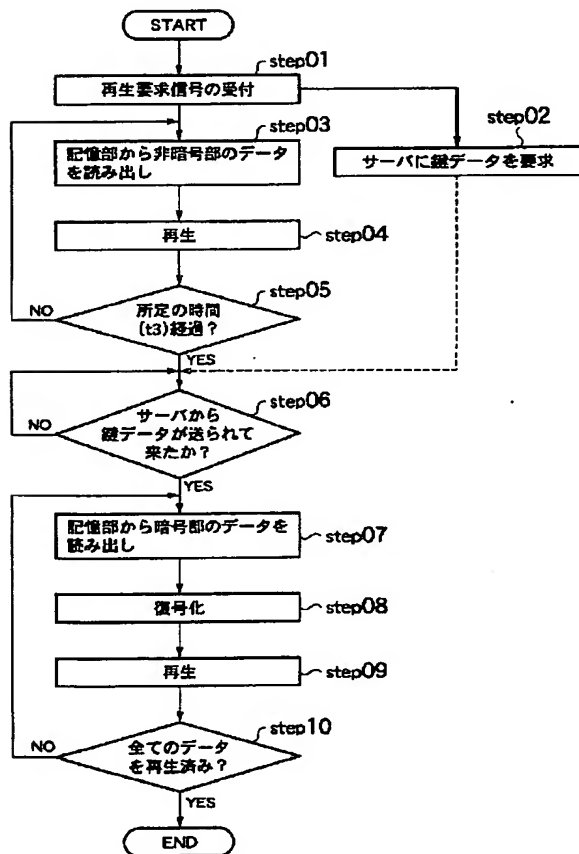 START
step01
再生要求信号の受付
step02
サーバに鍵データを要求
step03
記憶部から非暗号部のデータ
を読み出し
再生
step04
step05
所定の時間
(t3)経過?
NO
YES
step06
サーバから
鍵データが送られて
来たか?
NO
YES
記憶部から暗号部のデータを
読み出し
step07
復号化
step08
再生
step09
step10
全てのデータ
を再生済み?
NO
YES
END